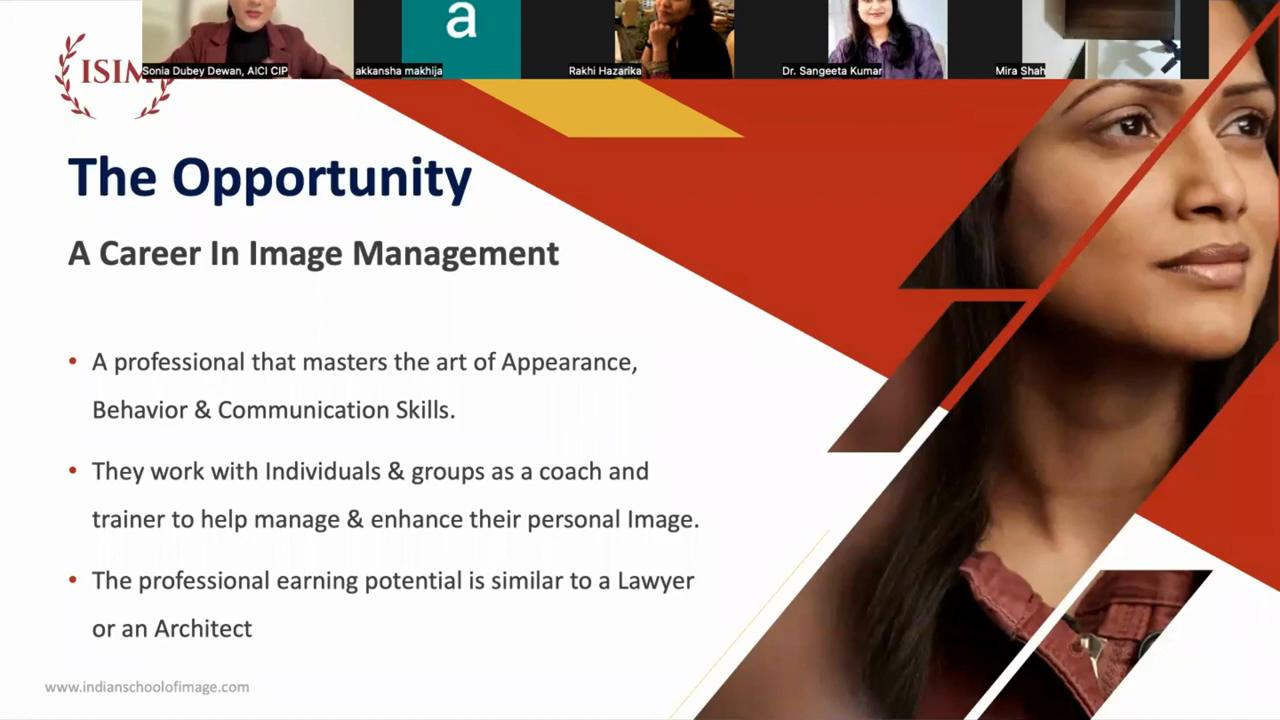 a
Sonia Dubey Dewan, AICI CIP
akkansha makhija
Rakhi Hazarika
Dr. Sangeeta Kumar
Mira Shah
ISIM
The Opportunity
A Career In Image Management
• A professional that masters the art of Appearance,
Behavior & Communication Skills.
• They work with Individuals & groups as a coach and
trainer to help manage & enhance their personal Image.
• The professional earning potential is similar to a Lawyer
or an Architect
www.indianschoolofimage.com